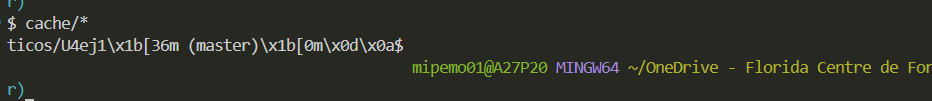 r)
$ cache/*
ticos/U4ej1\x1b[36m (master)\x1b[0m\x0d\x0a$
mipemo01@A27P20 MINGW64 ~/OneDrive - Florida Centre de For
r)